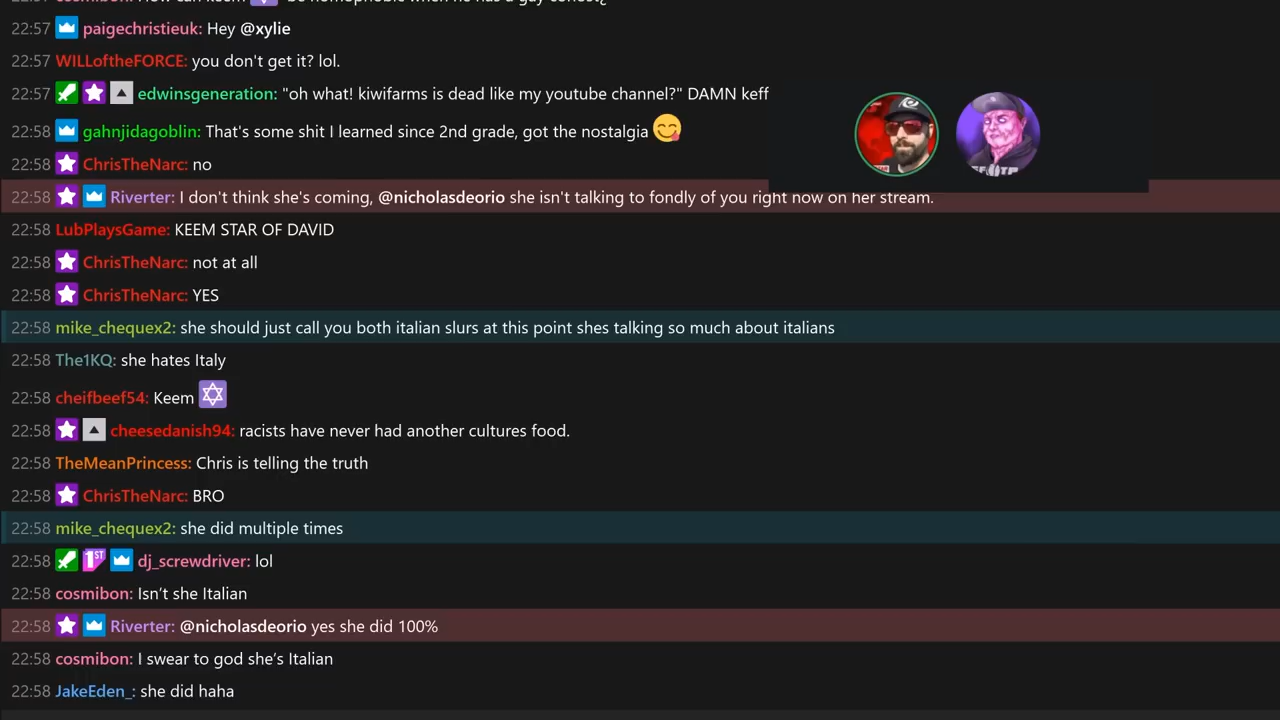 22:57 paigechristieuk: Hey @xylie
22:57 WILLoftheFORCE: you don't get it? lol.
22:57 edwinsgeneration: "oh what! kiwifarms is dead like my youtube channel?" DAMN keff
22:58 gahnjidagoblin: That's some shit I learned since 2nd grade, got the nostalgia 😋
22:58 ChrisTheNarc: no
22:58 Riverter: I don't think she's coming, @nicholasdeorio she isn't talking to fondly of you right now on her stream.
22:58 LubPlaysGame: KEEM STAR OF DAVID
22:58 ChrisTheNarc: not at all
22:58 ChrisTheNarc: YES
22:58 mike_chequex2: she should just call you both italian slurs at this point shes talking so much about italians
22:58 The1KQ: she hates Italy
22:58 cheifbeef54: Keem 🔯
22:58 cheesedanish94: racists have never had another cultures food.
22:58 TheMeanPrincess: Chris is telling the truth
22:58 ChrisTheNarc: BRO
22:58 mike_chequex2: she did multiple times
22:58 1ST dj_screwdriver: lol
22:58 cosmibon: Isn’t she Italian
22:58 Riverter: @nicholasdeorio yes she did 100%
22:58 cosmibon: I swear to god she’s Italian
22:58 JakeEden_: she did haha